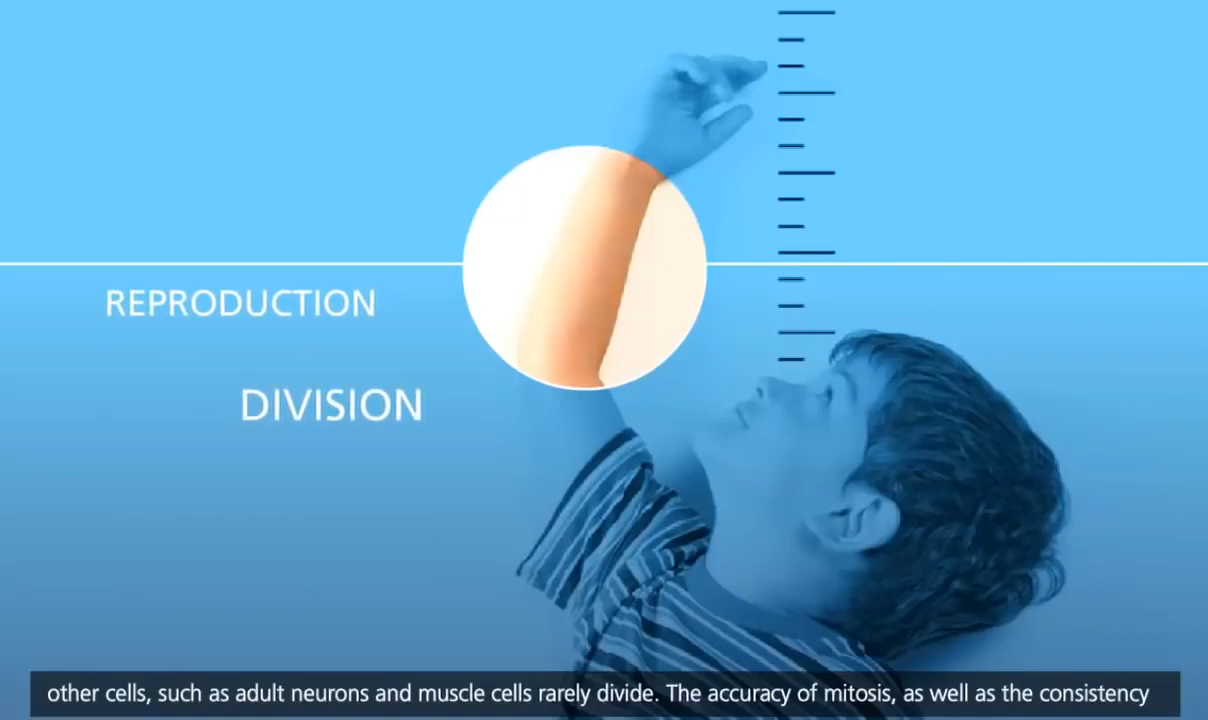 REPRODUCTION
DIVISION
other cells, such as adult neurons and muscle cells rarely divide. The accuracy of mitosis, as well as the consistency